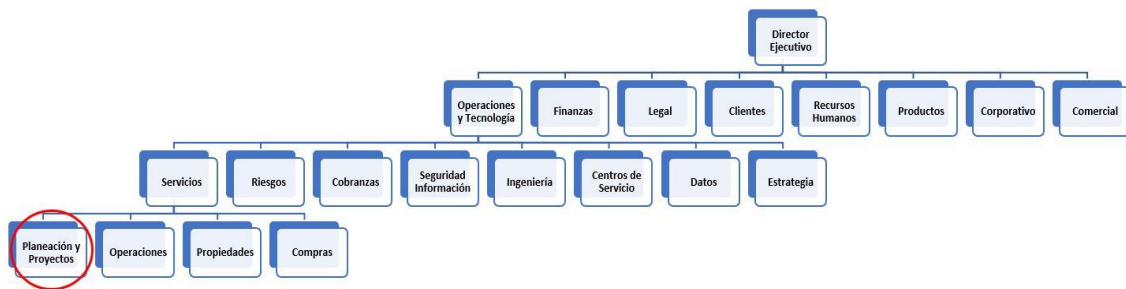 Director
Ejecutivo
Operaciones
y Tecnología
Finanzas
Legal
Clientes
Recursos
Humanos
Productos
Corporativo
Comercial
Servicios
Riesgos
Cobranzas
Seguridad
Información
Ingeniería
Centros de
Servicio
Datos
Estrategia
Planeación y
Proyectos
Operaciones
Propiedades
Compras